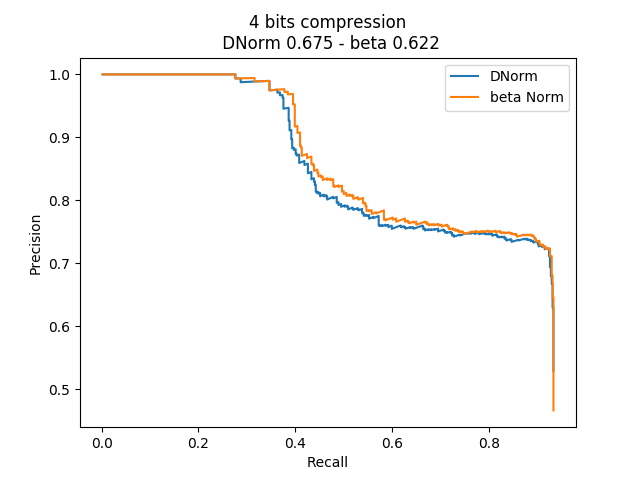 4 bits compression
DNorm 0.675 - beta 0.622
DNorm
beta Norm
1.0
0.9
0.8
0.7
0.6
0.5
Precision
0.0
0.2
0.4
0.6
0.8
Recall